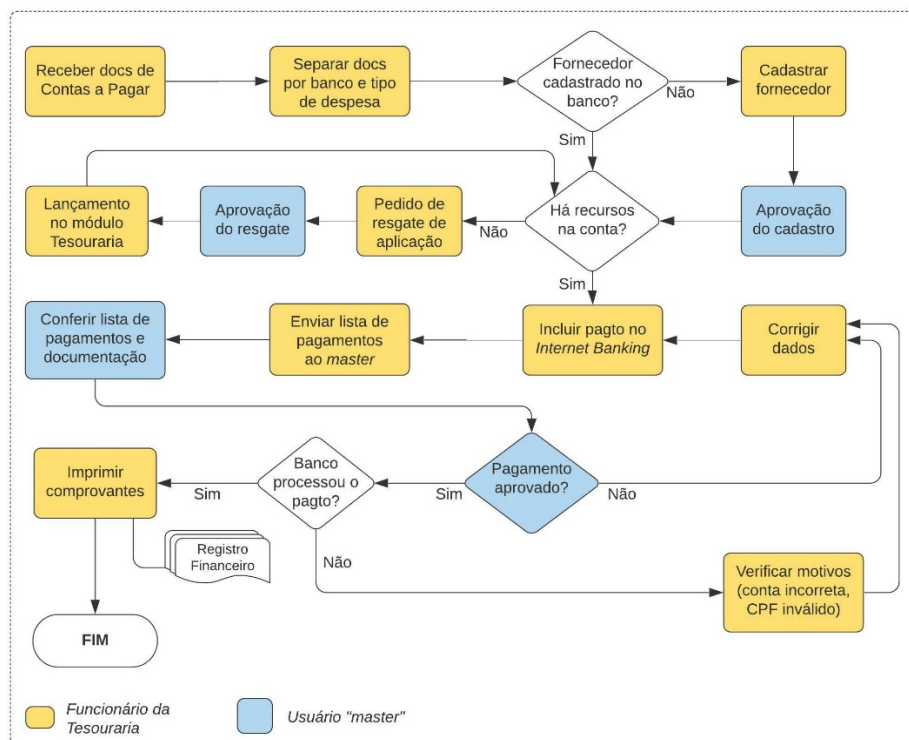 Receber docs de
Contas a Pagar
Separar docs
por banco e tipo
de despesa
Fornecedor
cadastrado no
banco?
Não
Cadastrar
fornecedor
Sim
Lançamento
no módulo
Tesouraria
Aprovação
do resgate
Pedido de
resgate de
aplicação
Não
Há recursos
na conta?
Aprovação
do cadastro
Sim
Conferir lista de
pagamentos e
documentação
Enviar lista de
pagamentos
ao master
Incluir pagto no
Internet Banking
Corrigir
dados
Imprimir
comprovantes
Sim
Banco
processou o
pagto?
Sim
Pagamento
aprovado?
Não
Registro
Financeiro
Não
Verificar motivos
(conta incorreta,
CPF inválido)
FIM
Funcionário da
Tesouraria
Usuário "master"